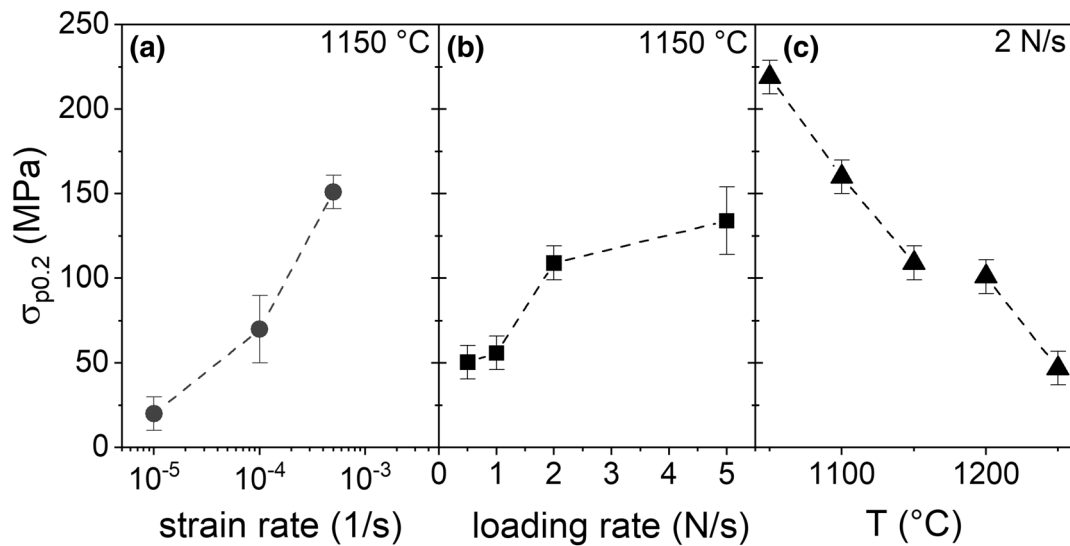 250
200
150
100
50
0
σp0.2 (MPa)
(a) 1150 °C
10-5 10-4 10-3
strain rate (1/s)
(b) 1150 °C
0 1 2 3 4 5
loading rate (N/s)
(c) 2 N/s
1100 1200
T (°C)